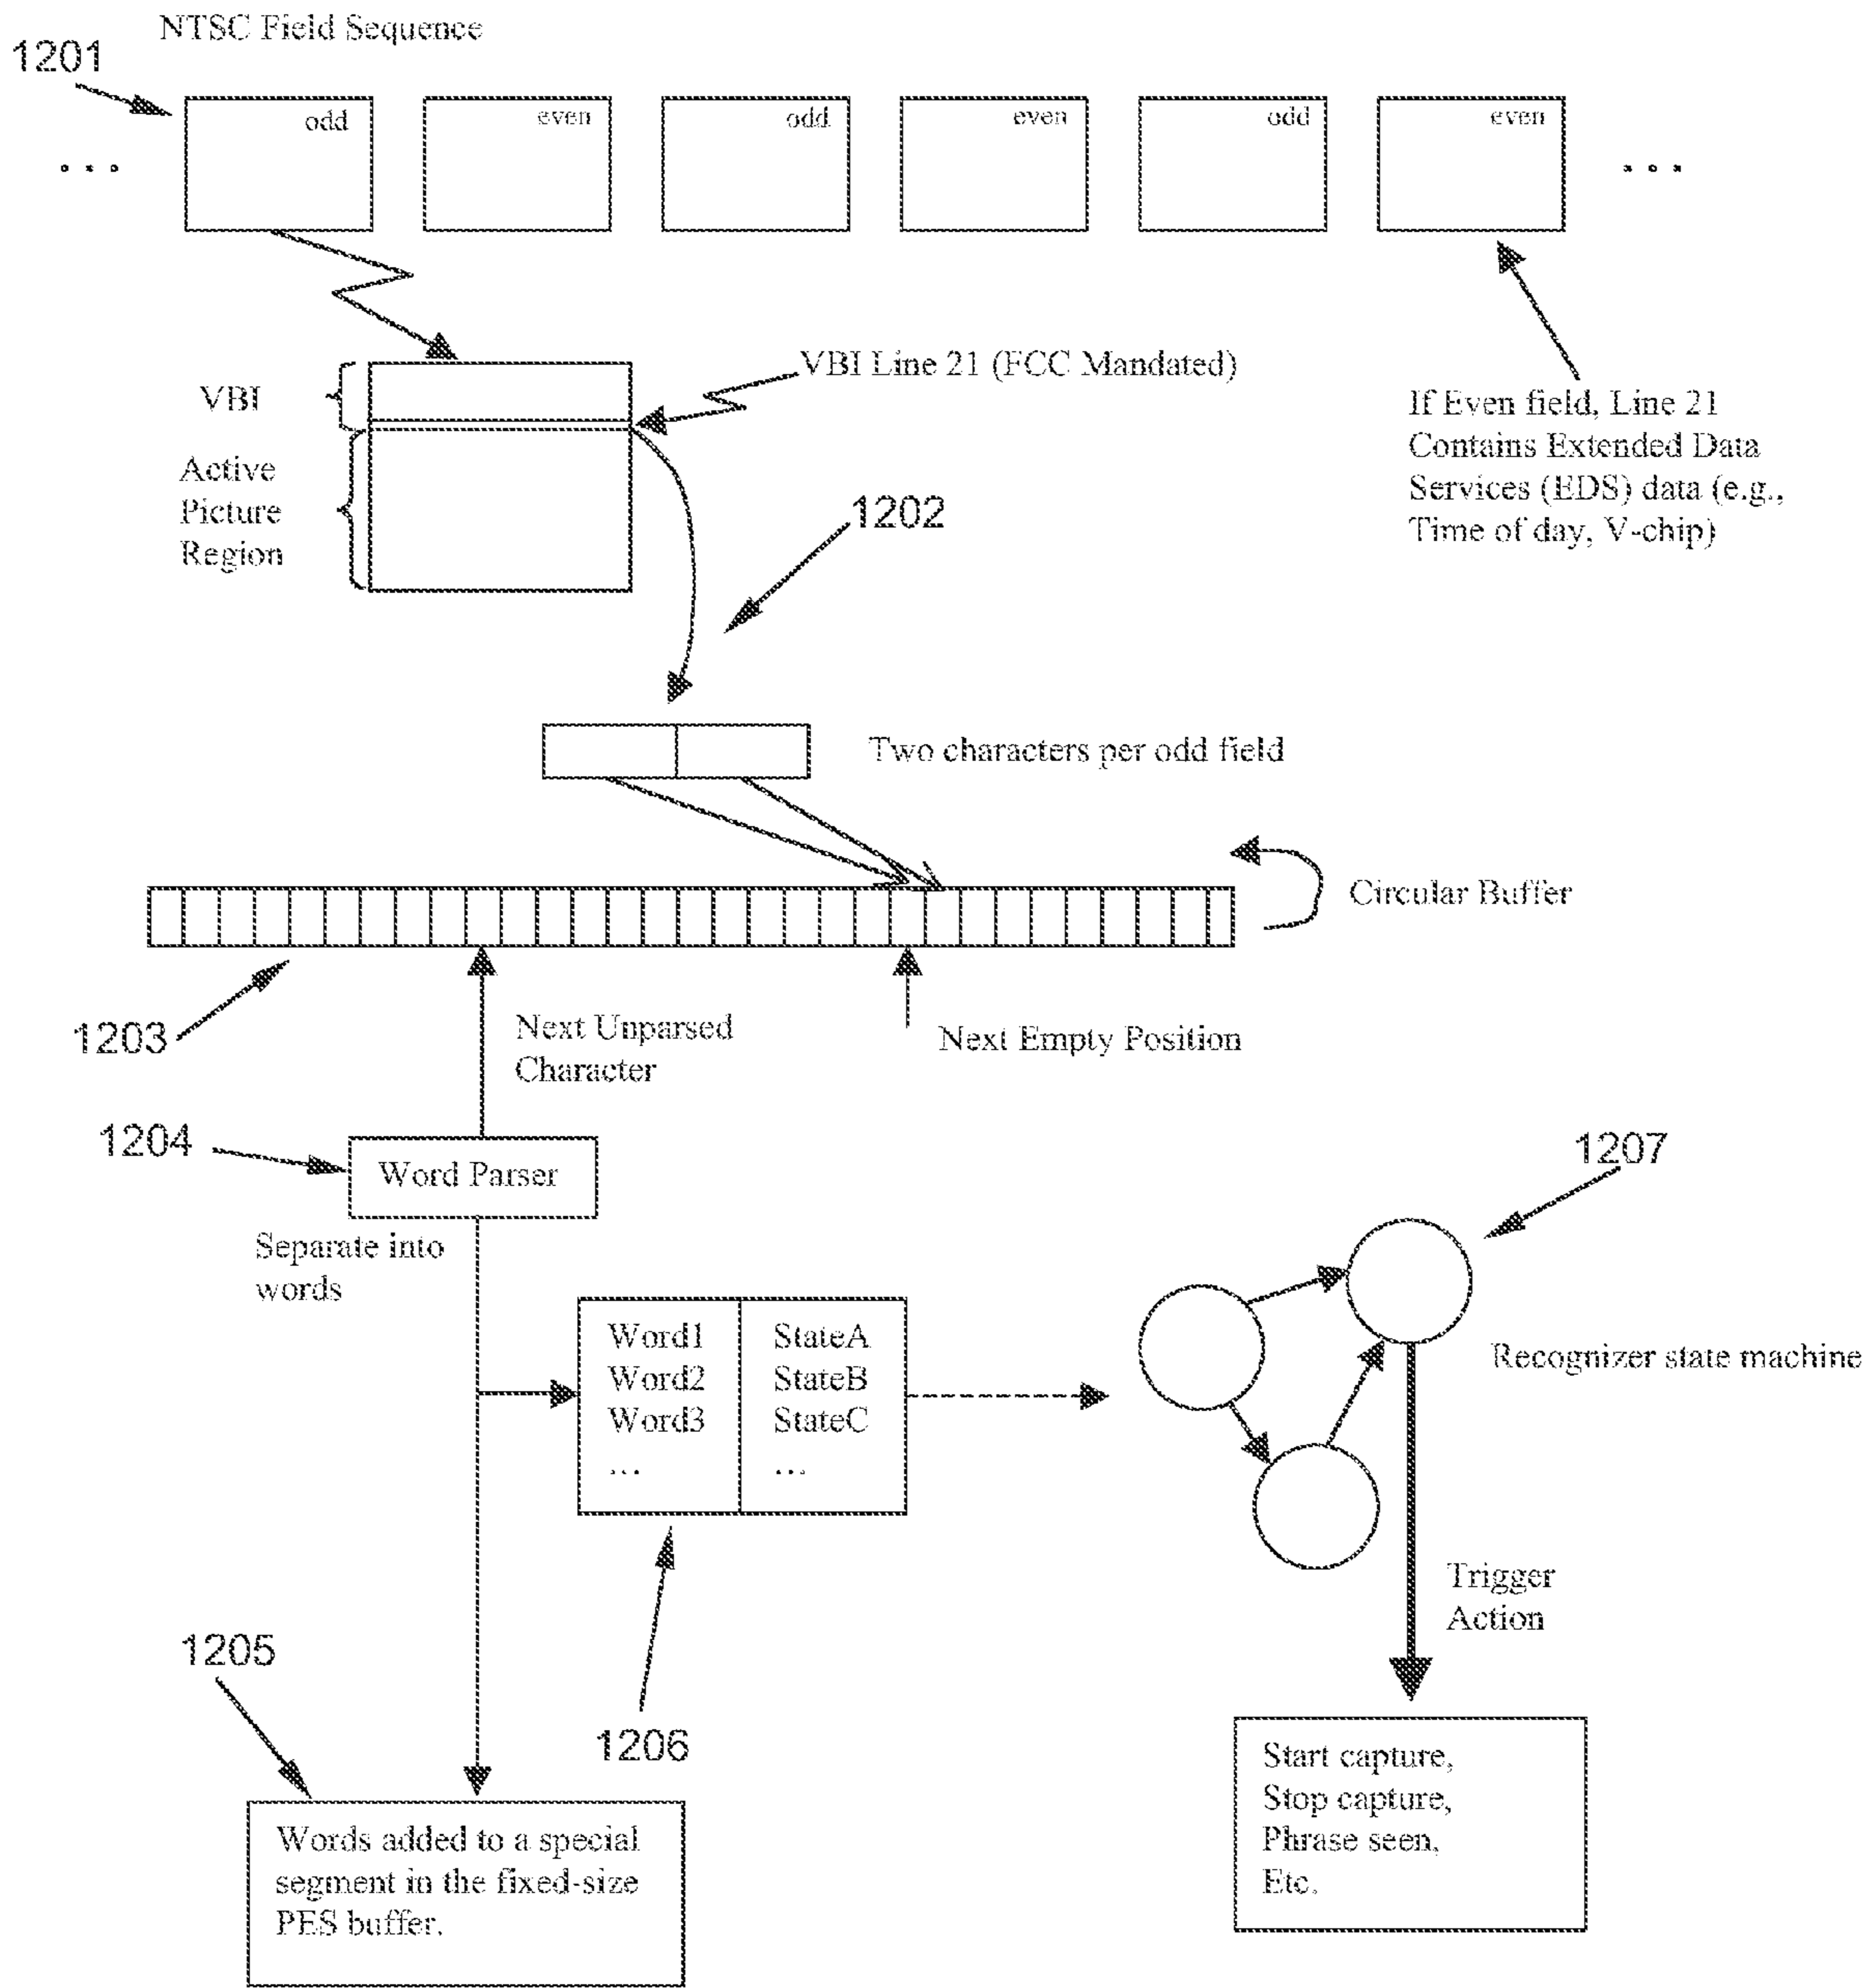 NTSC Field Sequence
1201
odd
even
odd
even
odd
even
...
...
VBI Line 21 (FCC Mandated)
VBI
Active
Picture
Region
If Even field, Line 21
Contains Extended Data
Services (EDS) data (e.g.,
Time of day, V-chip)
1202
Two characters per odd field
Circular Buffer
1203
Next Unparsed
Character
Next Empty Position
1204
Word Parser
1207
Separate into
words
Word1
StateA
Word2
StateB
Word3
StateC
...
...
Recognizer state machine
Trigger
Action
1205
1206
Start capture,
Stop capture,
Phrase seen,
Etc.
Words added to a special
segment in the fixed-size
PES buffer.